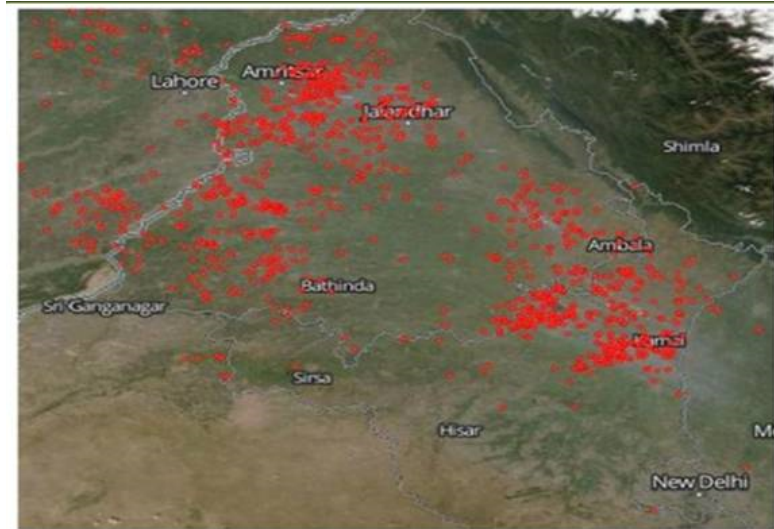 Lahore
Amritsar
Jalandhar
Shimla
Ambala
Bathinda
Sri Ganganagar
Karnal
Sirsa
Hisar
New Delhi